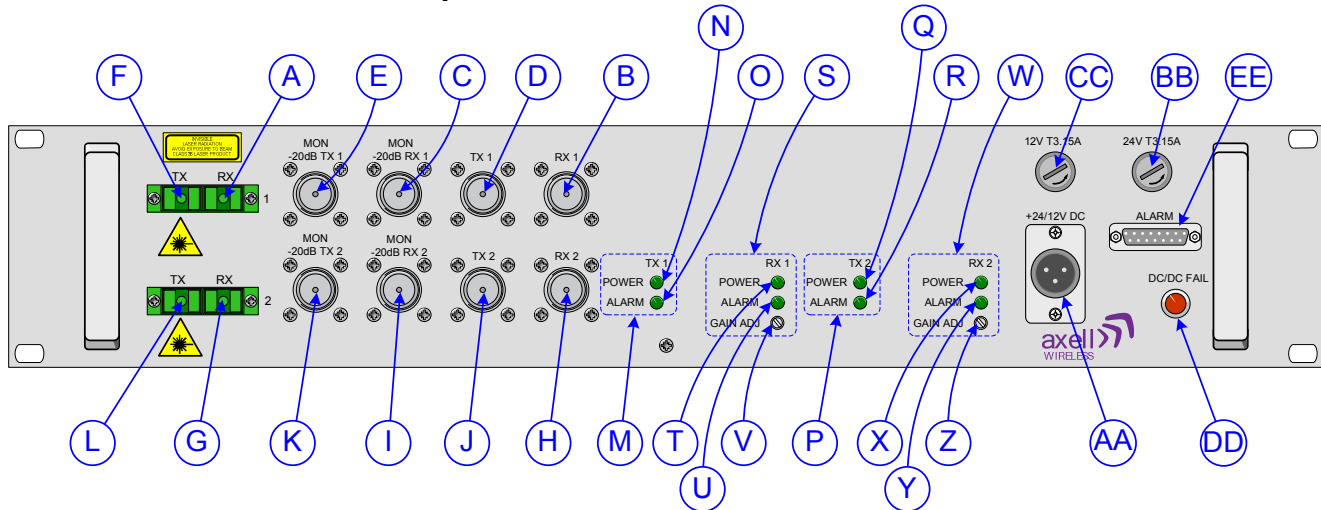 N
Q
F
A
E
C
D
B
O
S
R
W
CC
BB
EE
INVISIBLE
LASER RADIATION
AVOID EXPOSURE TO BEAM
CLASS 3B LASER PRODUCT
MON
-20dB TX 1
MON
-20dB RX 1
TX 1
RX 1
12V T3.15A
24V T3.15A
TX RX
1
+24/12V DC
ALARM
MON
-20dB TX 2
MON
-20dB RX 2
TX 2
RX 2
TX 1
RX 1
TX 2
RX 2
TX RX
2
POWER
POWER
POWER
POWER
DC/DC FAIL
ALARM
ALARM
ALARM
ALARM
GAIN ADJ
GAIN ADJ
axell
WIRELESS
L
G
K
I
J
H
M
T
V
P
X
Z
AA
DD
U
Y